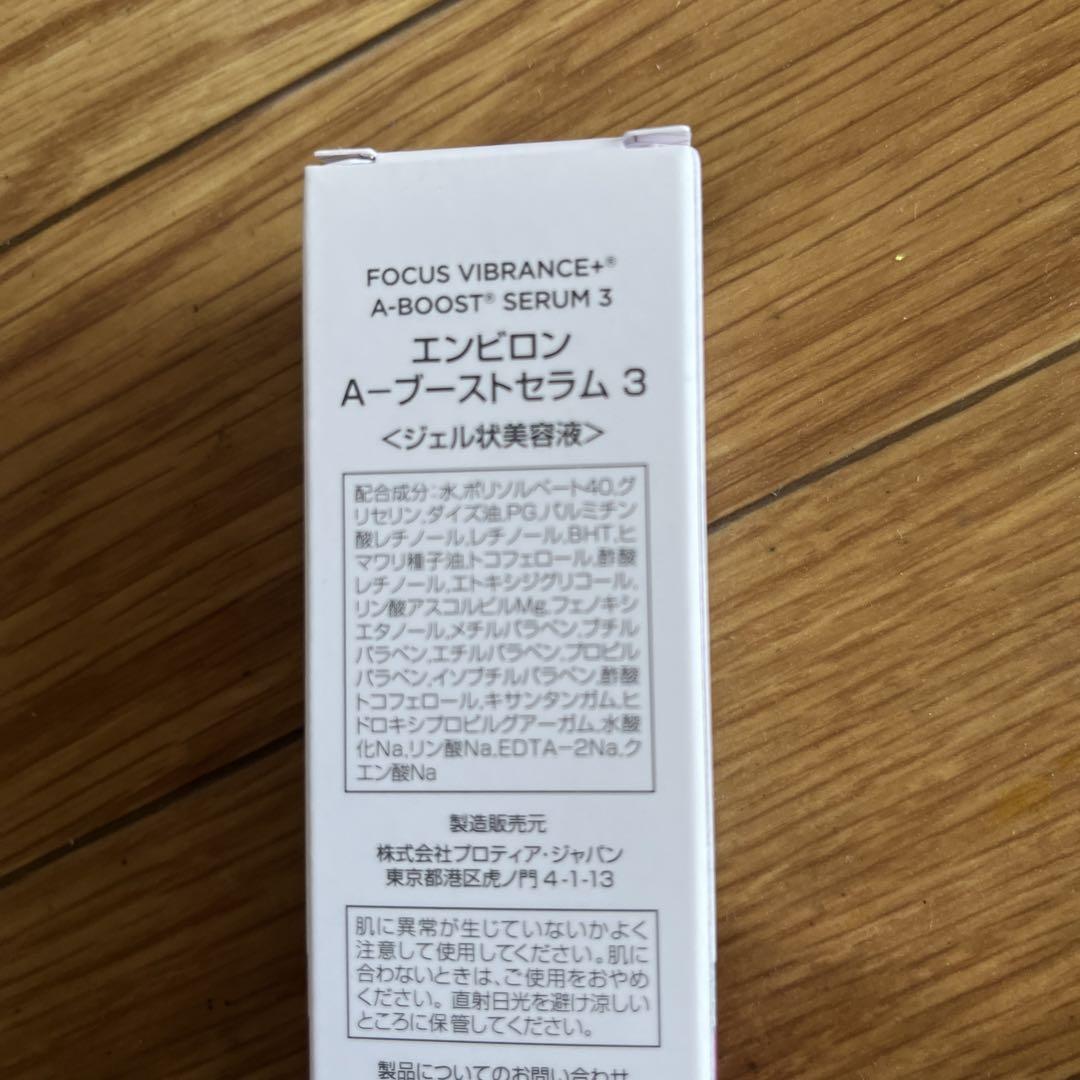 FOCUS VIBRANCE+®
A-BOOST® SERUM 3
エンビロン
A−ブーストセラム 3
<ジェル状美容液>
配合成分:水,ポリソルベート40,グ
リセリン,ダイズ油,PG,パルミチン
酸レチノール,レチノール,BHT,ヒ
マワリ種子油,トコフェロール,酢酸
レチノール,エトキシジグリコール,
リン酸アスコルビルMg,フェノキシ
エタノール,メチルパラベン,ブチル
パラベン,エチルパラベン,プロピル
パラベン,イソブチルパラベン,酢酸
トコフェロール,キサンタンガム,ヒ
ドロキシプロピルグアーガム,水酸
化Na,リン酸Na,EDTA−2Na,ク
エン酸Na
製造販売元
株式会社プロティア・ジャパン
東京都港区虎ノ門 4-1-13
肌に異常が生じていないかよく
注意して使用してください。肌に
合わないときは、ご使用をおやめ
ください。直射日光を避け涼しい
ところに保管してください。
製品についてのお問い合わせ